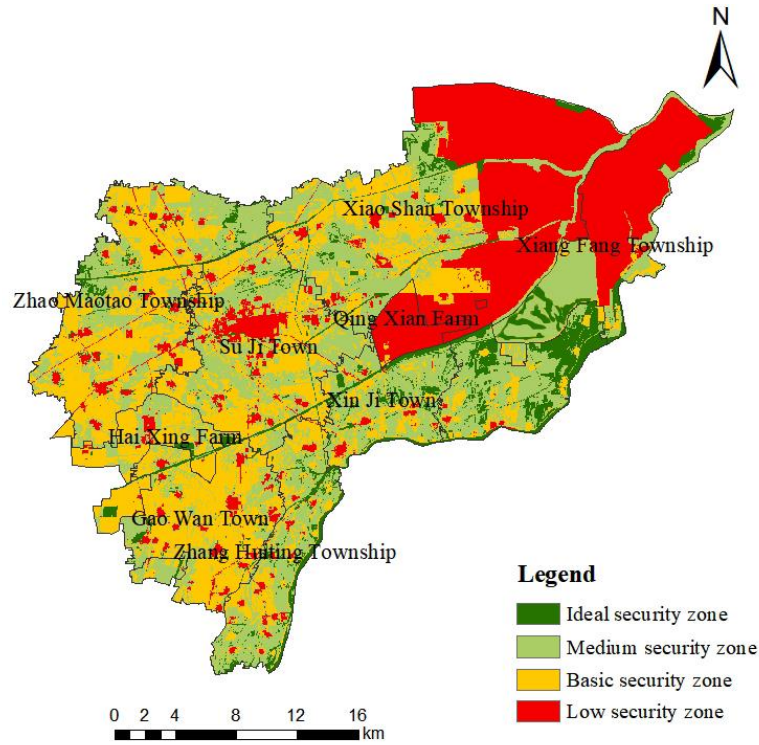 N
Xiao Shan Township
Xiang Fang Township
Zhao Maotao Township
Qing Xian Farm
Su Ji Town
Xin Ji Town
Hai Xing Farm
Gao Wan Town
Zhang Huiting Township
Legend
Ideal security zone
Medium security zone
Basic security zone
Low security zone
0 2 4 8 12 16
km